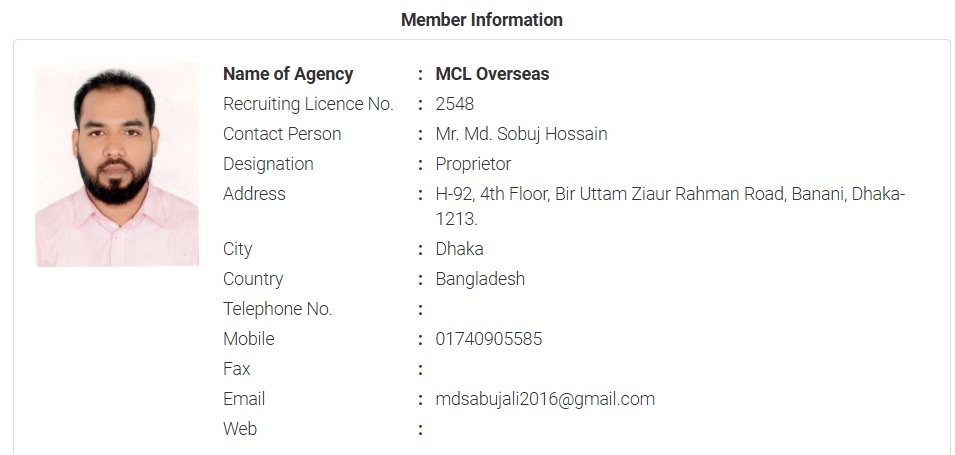 Member Information
Name of Agency : MCL Overseas
Recruiting Licence No. : 2548
Contact Person : Mr. Md. Sobuj Hossain
Designation : Proprietor
Address : H-92, 4th Floor, Bir Uttam Ziaur Rahman Road, Banani, Dhaka-
1213.
City : Dhaka
Country : Bangladesh
Telephone No. :
Mobile : 01740905585
Fax :
Email : mdsabujali2016@gmail.com
Web :